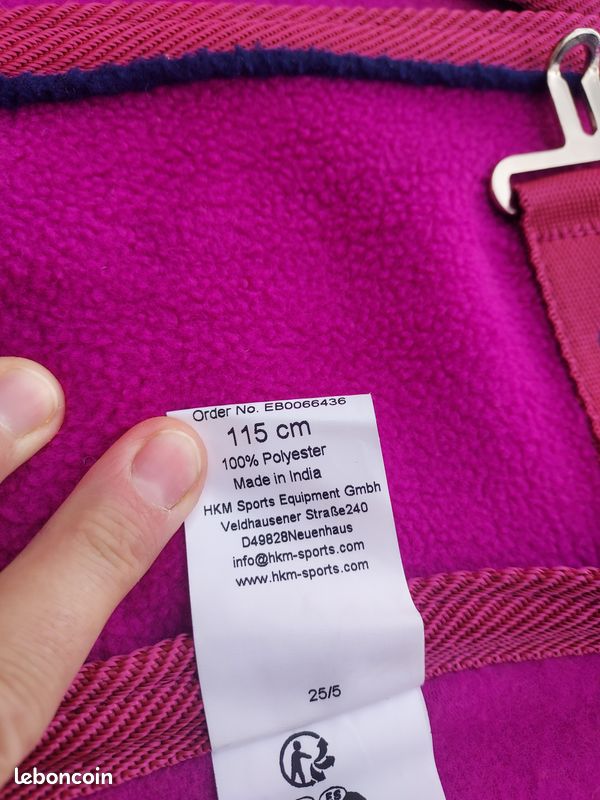 Order No. EB0066436
115 cm
100% Polyester
Made in India
HKM Sports Equipment GmbH
Veldhausener Straße240
D49828Neuenhaus
info@hkm-sports.com
www.hkm-sports.com
25/5
ES
leboncoin